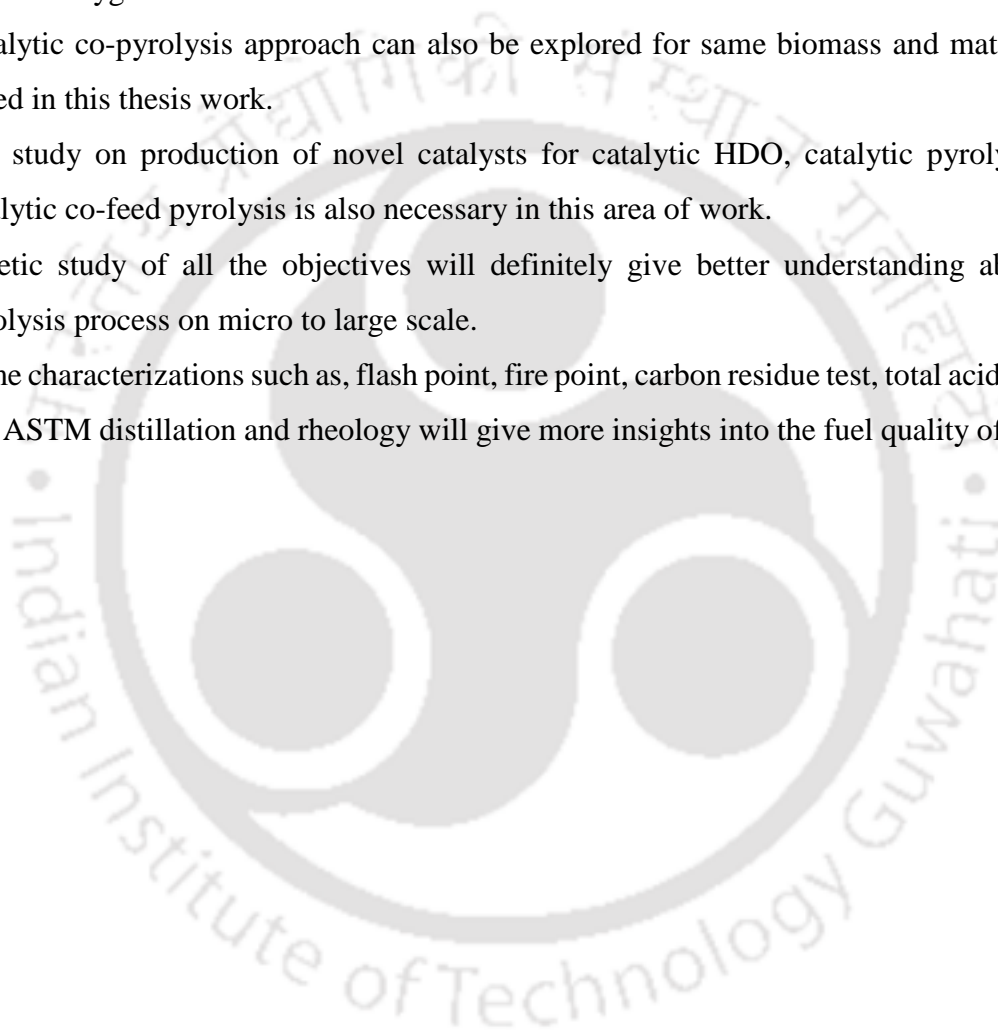 alytic co-pyrolysis approach can also be explored for same biomass and mat
ed in this thesis work.
study on production of novel catalysts for catalytic HDO, catalytic pyroly
alytic co-feed pyrolysis is also necessary in this area of work.
etic study of all the objectives will definitely give better understanding ab
olysis process on micro to large scale.
ne characterizations such as, flash point, fire point, carbon residue test, total acid
ASTM distillation and rheology will give more insights into the fuel quality of
Indian Institute of Technology Guwahati